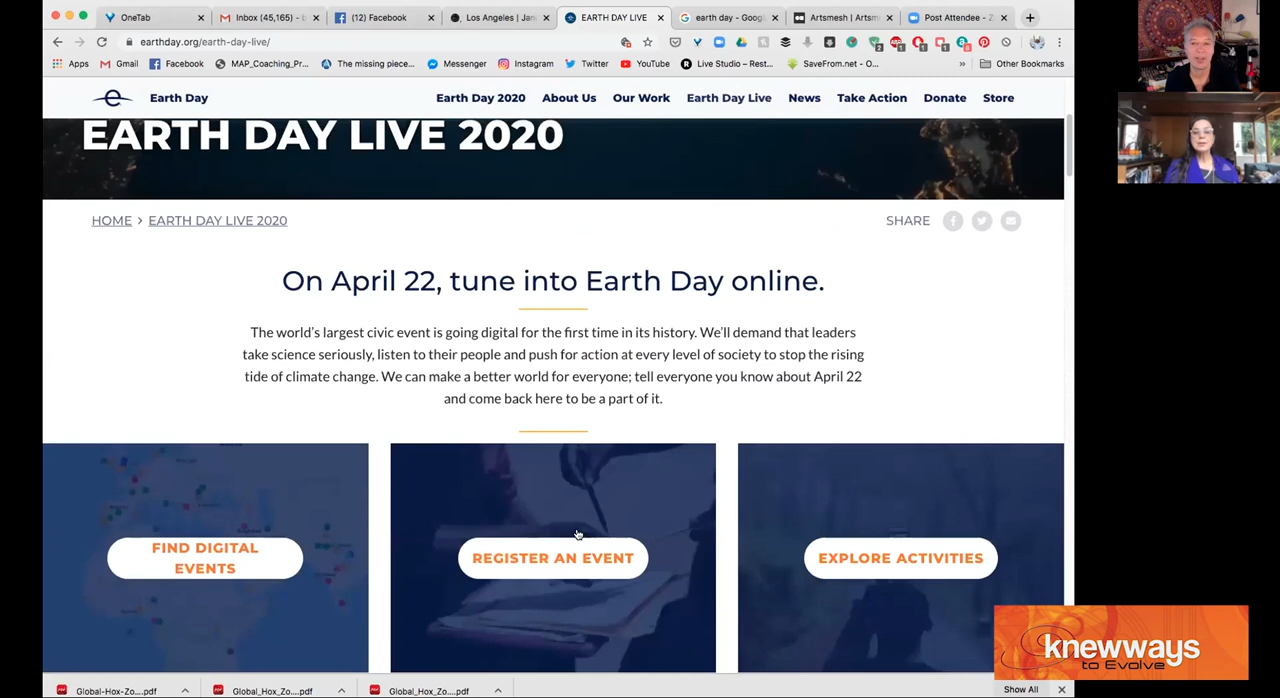 OneTab
Inbox (45,165) - b
(12) Facebook
Los Angeles | Jan
EARTH DAY LIVE
earth day - Goog
Artsmesh | Artsm
Post Attendee - Z
earthday.org/earth-day-live/
Apps
Gmail
Facebook
MAP_Coaching_Pr...
The missing piece...
Messenger
Instagram
Twitter
YouTube
Live Studio – Rest...
SaveFrom.net - O...
»
Other Bookmarks
Earth Day
Earth Day 2020
About Us
Our Work
Earth Day Live
News
Take Action
Donate
Store
EARTH DAY LIVE 2020
HOME > EARTH DAY LIVE 2020
SHARE
On April 22, tune into Earth Day online.
The world's largest civic event is going digital for the first time in its history. We'll demand that leaders
take science seriously, listen to their people and push for action at every level of society to stop the rising
tide of climate change. We can make a better world for everyone; tell everyone you know about April 22
and come back here to be a part of it.
FIND DIGITAL
EVENTS
REGISTER AN EVENT
EXPLORE ACTIVITIES
knewways
to Evolve
Global-Hox-Zo....pdf
Global_Hox_Zo....pdf
Global_Hox_Zo....pdf
Show All